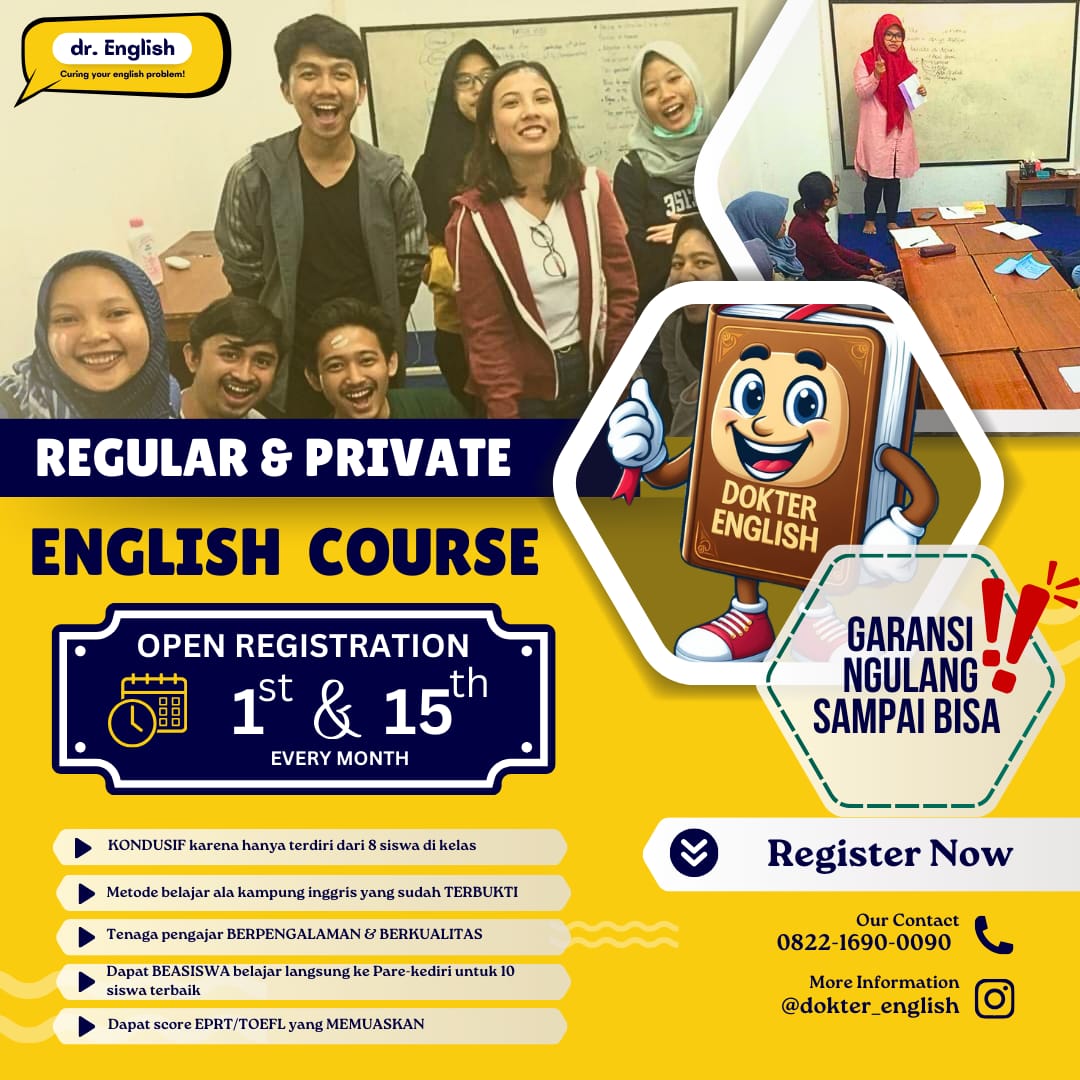 dr. English
Curing your english problem!
REGULAR & PRIVATE
ENGLISH COURSE
DOKTER
ENGLISH
OPEN REGISTRATION
1st & 15th
EVERY MONTH
GARANSI
NGULANG
SAMPAI BISA
!!
KONDUSIF karena hanya terdiri dari 8 siswa di kelas
Metode belajar ala kampung inggris yang sudah TERBUKTI
Tenaga pengajar BERPENGALAMAN & BERKUALITAS
Dapat BEASISWA belajar langsung ke Pare-kediri untuk 10
siswa terbaik
Dapat score EPRT/TOEFL yang MEMUASKAN
Register Now
Our Contact
0822-1690-0090
More Information
@dokter_english